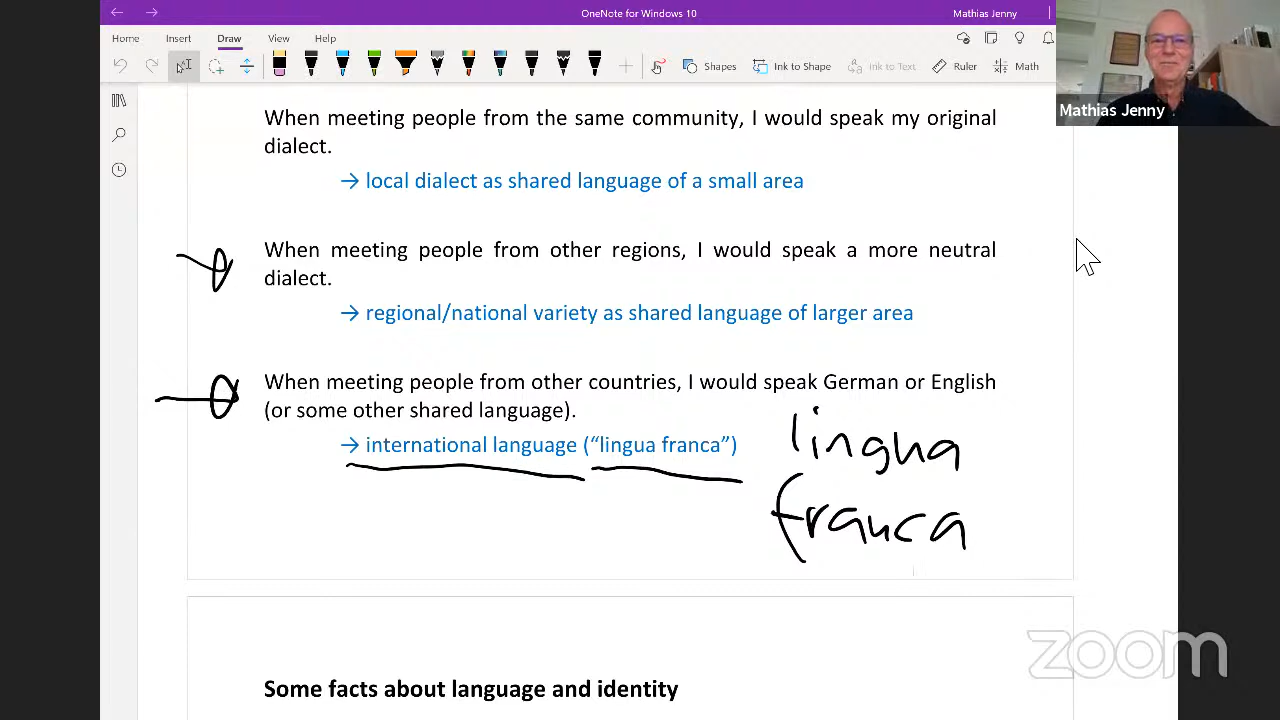 OneNote for Windows 10
Mathias Jenny
Home Insert Draw View Help
Shapes Ink to Shape Ink to Text Ruler Math
Mathias Jenny
When meeting people from the same community, I would speak my original
dialect.
→ local dialect as shared language of a small area
When meeting people from other regions, I would speak a more neutral
dialect.
→ regional/national variety as shared language of larger area
When meeting people from other countries, I would speak German or English
(or some other shared language).
→ international language (“lingua franca”)
lingua
franca
Some facts about language and identity
zoom